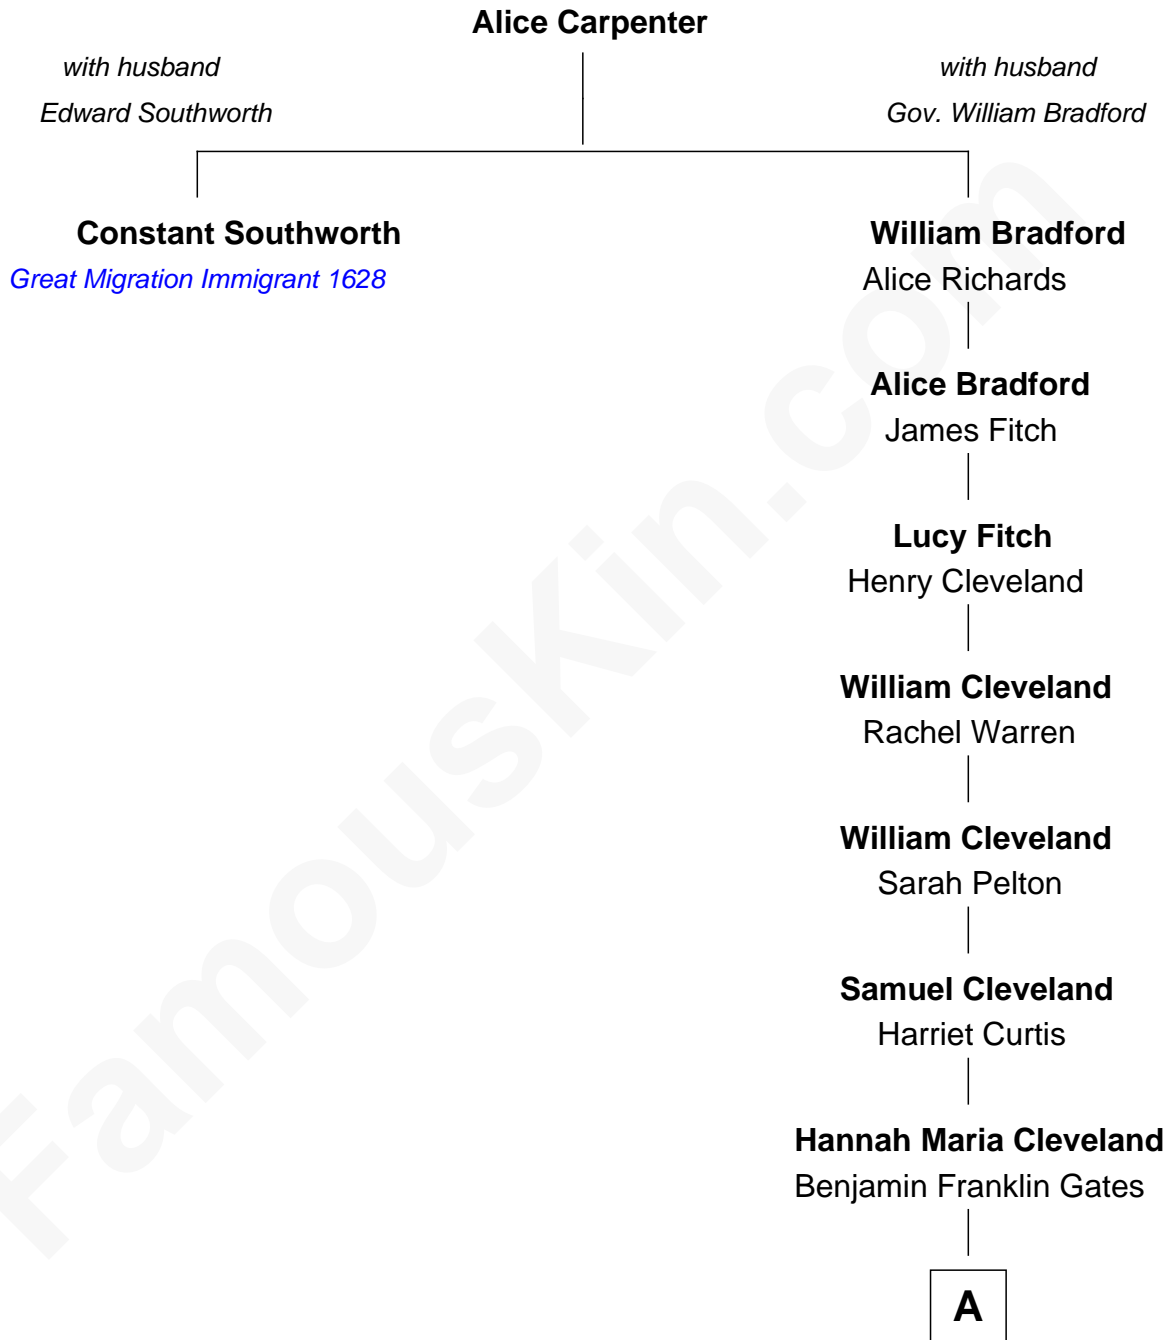 Alice Carpenter
with husband
Edward Southworth
with husband
Gov. William Bradford
Constant Southworth
Great Migration Immigrant 1628
William Bradford
Alice Richards
Alice Bradford
James Fitch
Lucy Fitch
Henry Cleveland
William Cleveland
Rachel Warren
William Cleveland
Sarah Pelton
Samuel Cleveland
Harriet Curtis
Hannah Maria Cleveland
Benjamin Franklin Gates
A
FamousKin.com